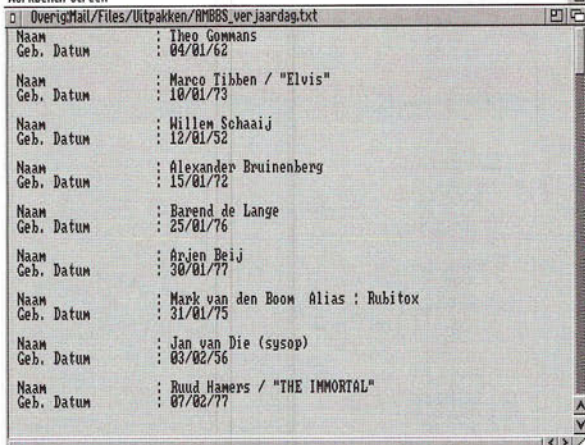 Overig:Mail/Files/Uitpakken/AMBBS_verjaardag.txt
Naam : Theo Gommans
Geb. Datum : 04/01/62
Naam : Marco Tibben / "Elvis"
Geb. Datum : 10/01/73
Naam : Willem Schaaij
Geb. Datum : 12/01/52
Naam : Alexander Bruinenberg
Geb. Datum : 15/01/72
Naam : Barend de Lange
Geb. Datum : 25/01/76
Naam : Arjen Beij
Geb. Datum : 30/01/77
Naam : Mark van den Boom Alias : Rubitox
Geb. Datum : 31/01/75
Naam : Jan van Die (sysop)
Geb. Datum : 03/02/56
Naam : Ruud Hamers / "THE IMMORTAL"
Geb. Datum : 07/02/77